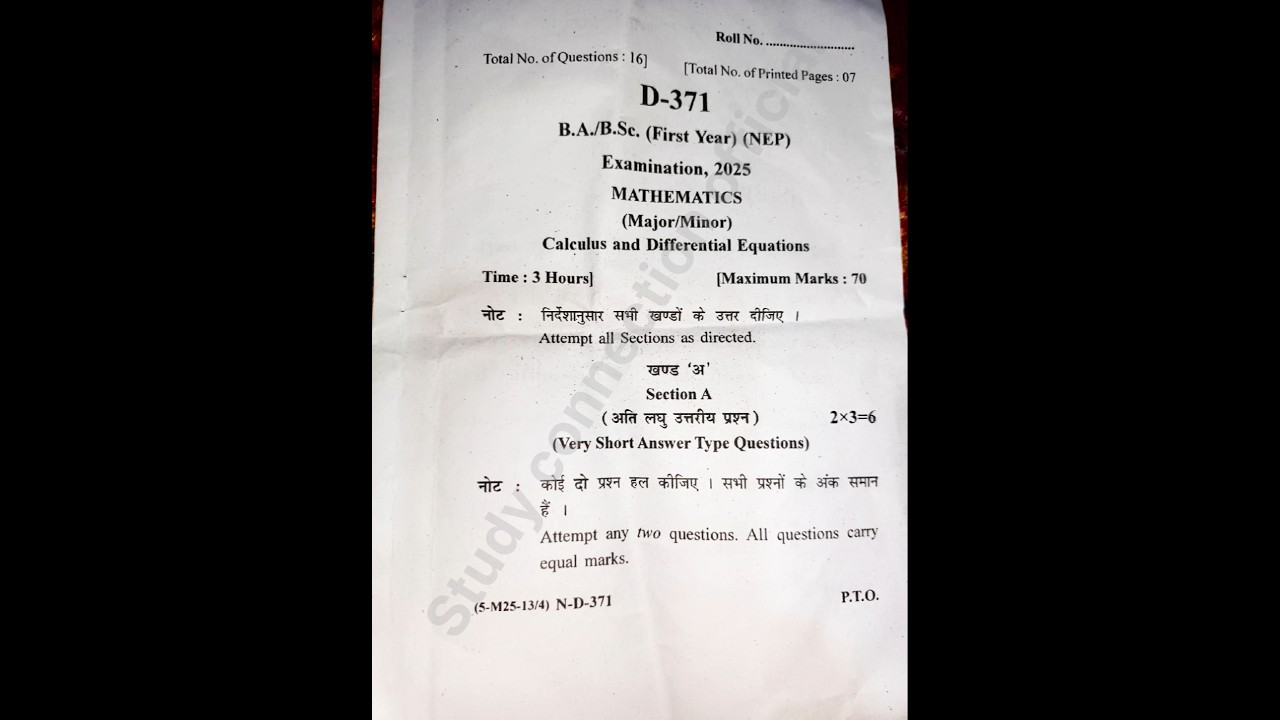 Roll No. ..........................
Total No. of Questions : 16]
[Total No. of Printed Pages : 07
D-371
B.A./B.Sc. (First Year) (NEP)
Examination, 2025
MATHEMATICS
(Major/Minor)
Calculus and Differential Equations
Time : 3 Hours]
[Maximum Marks : 70
नोट : निर्देशानुसार सभी खण्डों के उत्तर दीजिए ।
Attempt all Sections as directed.
खण्ड ‘अ’
Section A
( अति लघु उत्तरीय प्रश्न ) 2×3=6
(Very Short Answer Type Questions)
नोट : कोई दो प्रश्न हल कीजिए । सभी प्रश्नों के अंक समान
हैं ।
Attempt any two questions. All questions carry
equal marks.
(5-M25-13/4) N-D-371
P.T.O.
Study connection official